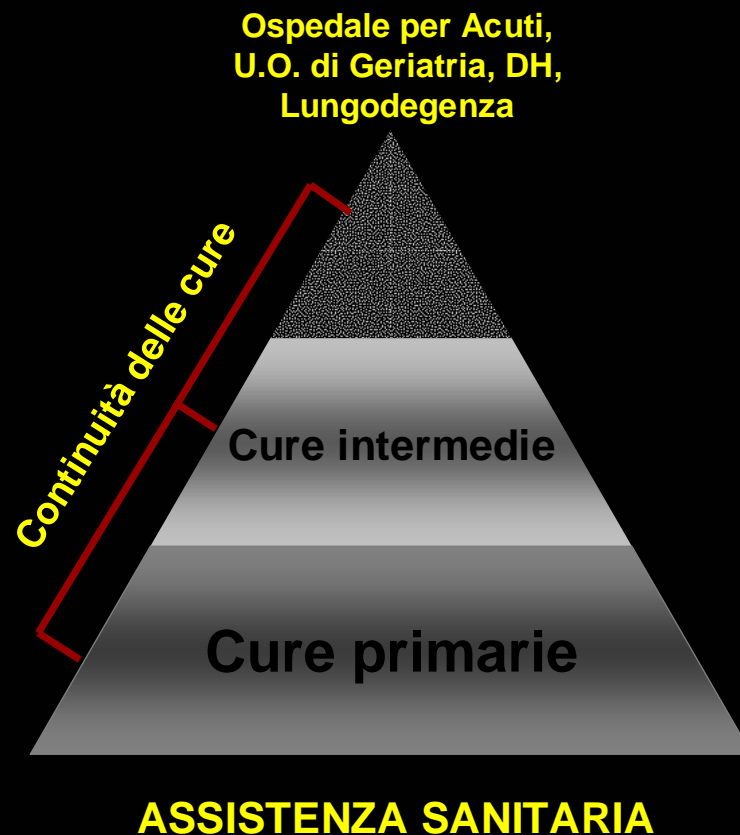 Ospedale per Acuti,
U.O. di Geriatria, DH,
Lungodegenza
Continuità delle cure
Cure intermedie
Cure primarie
ASSISTENZA SANITARIA